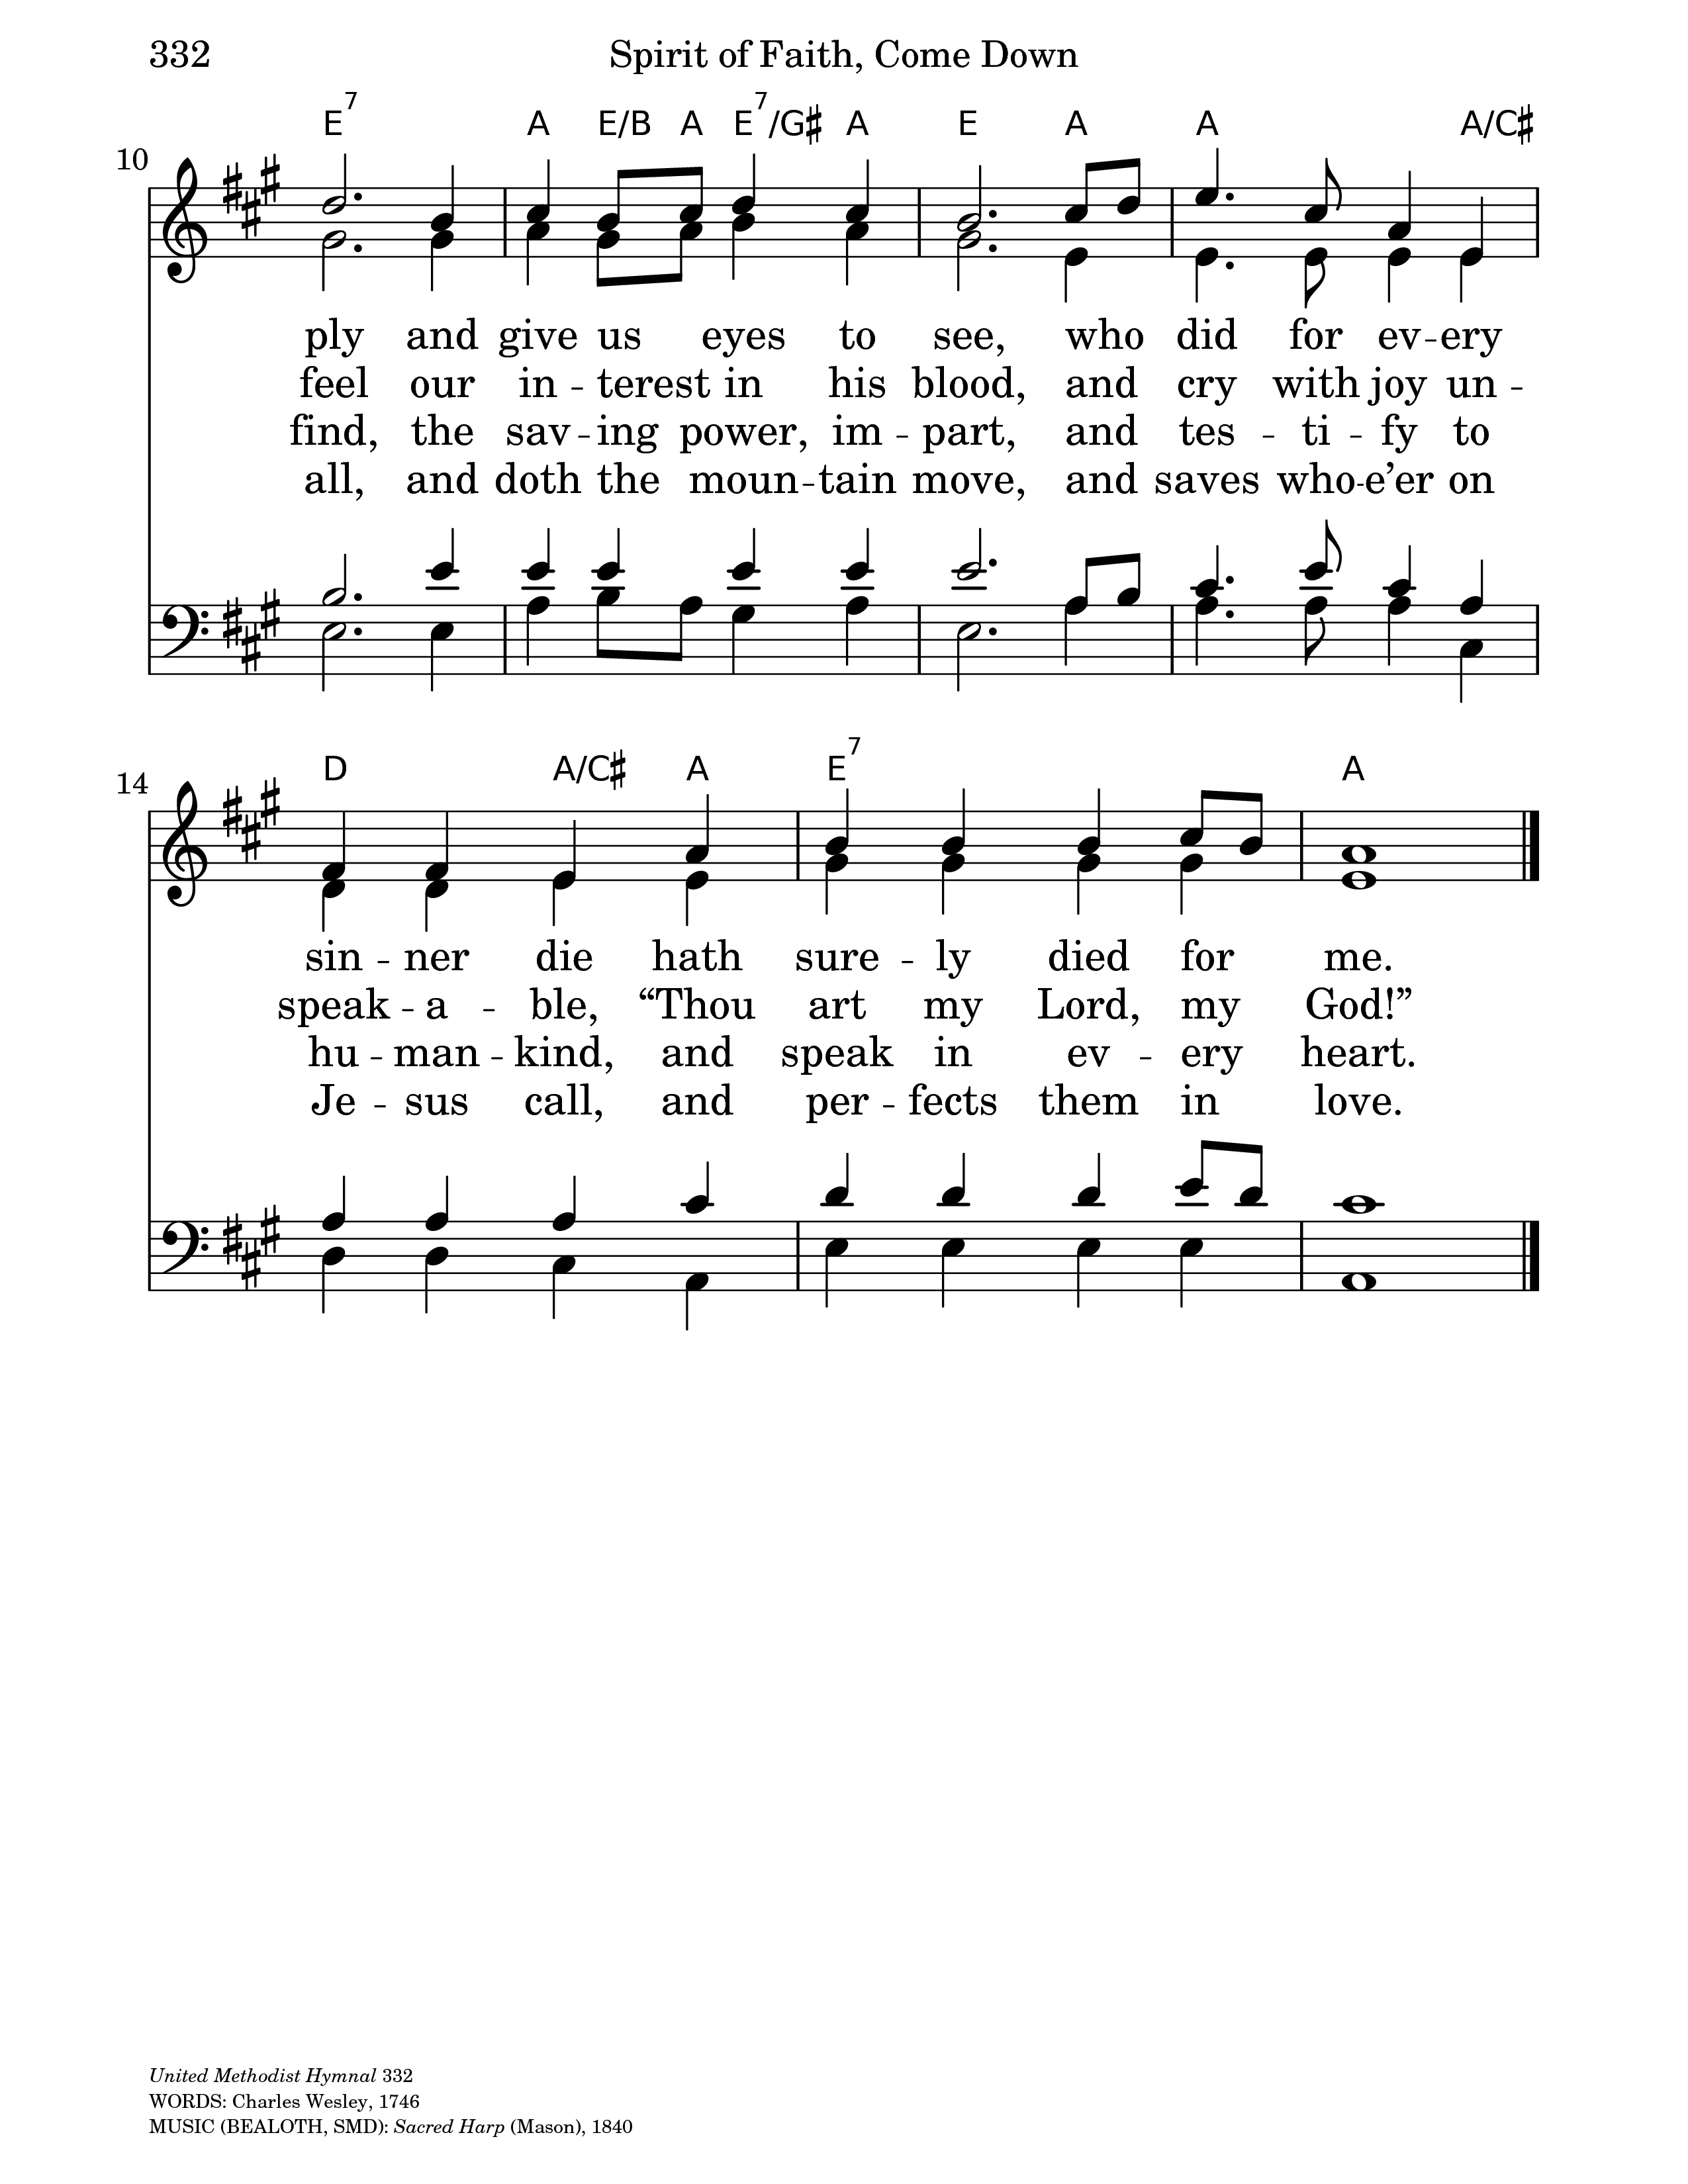 332 Spirit of Faith, Come Down
E7 A E/B A E7/G♯ A E A A A/C♯
10
ply and give us eyes to see, who did for ev -- ery
feel our in -- terest in his blood, and cry with joy un --
find, the sav -- ing power, im -- part, and tes -- ti -- fy to
all, and doth the moun -- tain move, and saves who -- e’er on
D A/C♯ A E7 A
14
sin -- ner die hath sure -- ly died for me.
speak -- a -- ble, “Thou art my Lord, my God!”
hu -- man -- kind, and speak in ev -- ery heart.
Je -- sus call, and per -- fects them in love.
United Methodist Hymnal 332
WORDS: Charles Wesley, 1746
MUSIC (BEALOTH, SMD): Sacred Harp (Mason), 1840